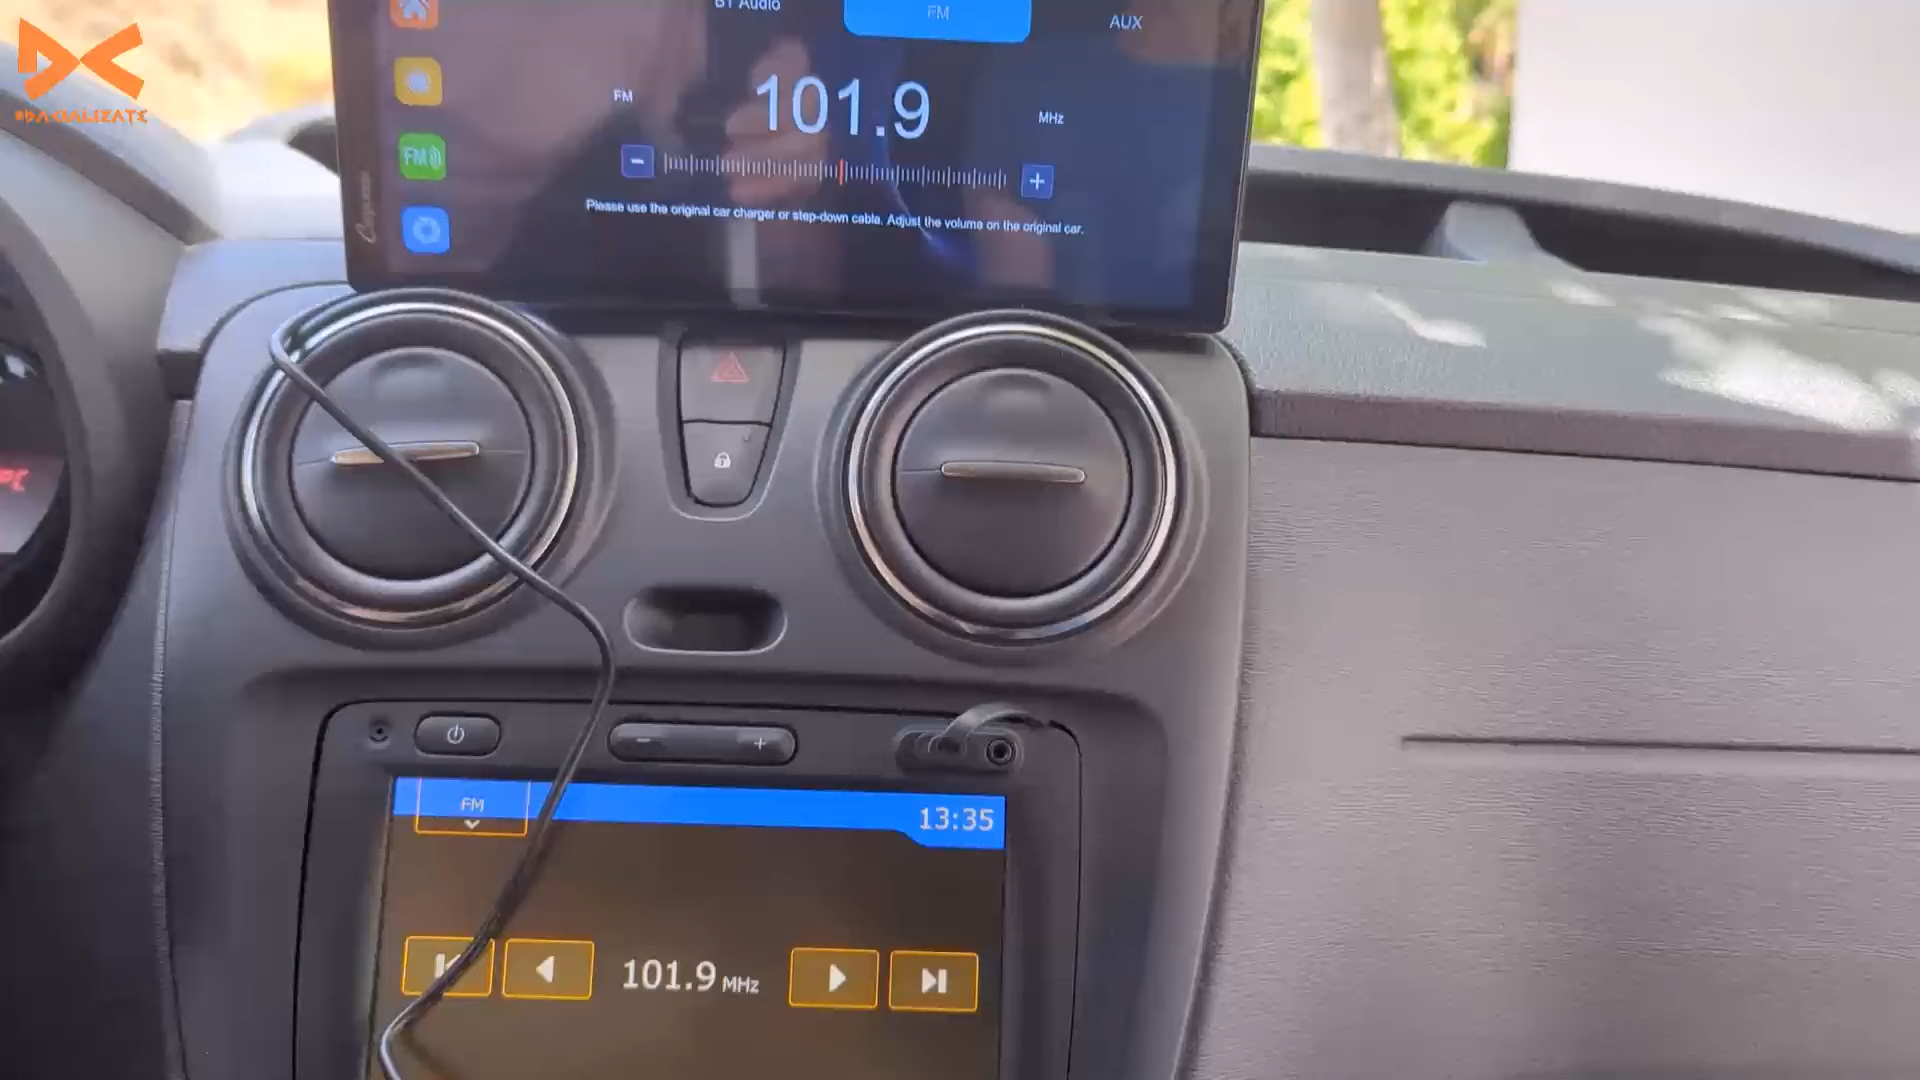 BT Audio
FM
AUX
#DACIALIZATE
FM
101.9
MHz
FM
Please use the original car charger or step-down cable. Adjust the volume on the original car.
FM
13:35
101.9 MHz